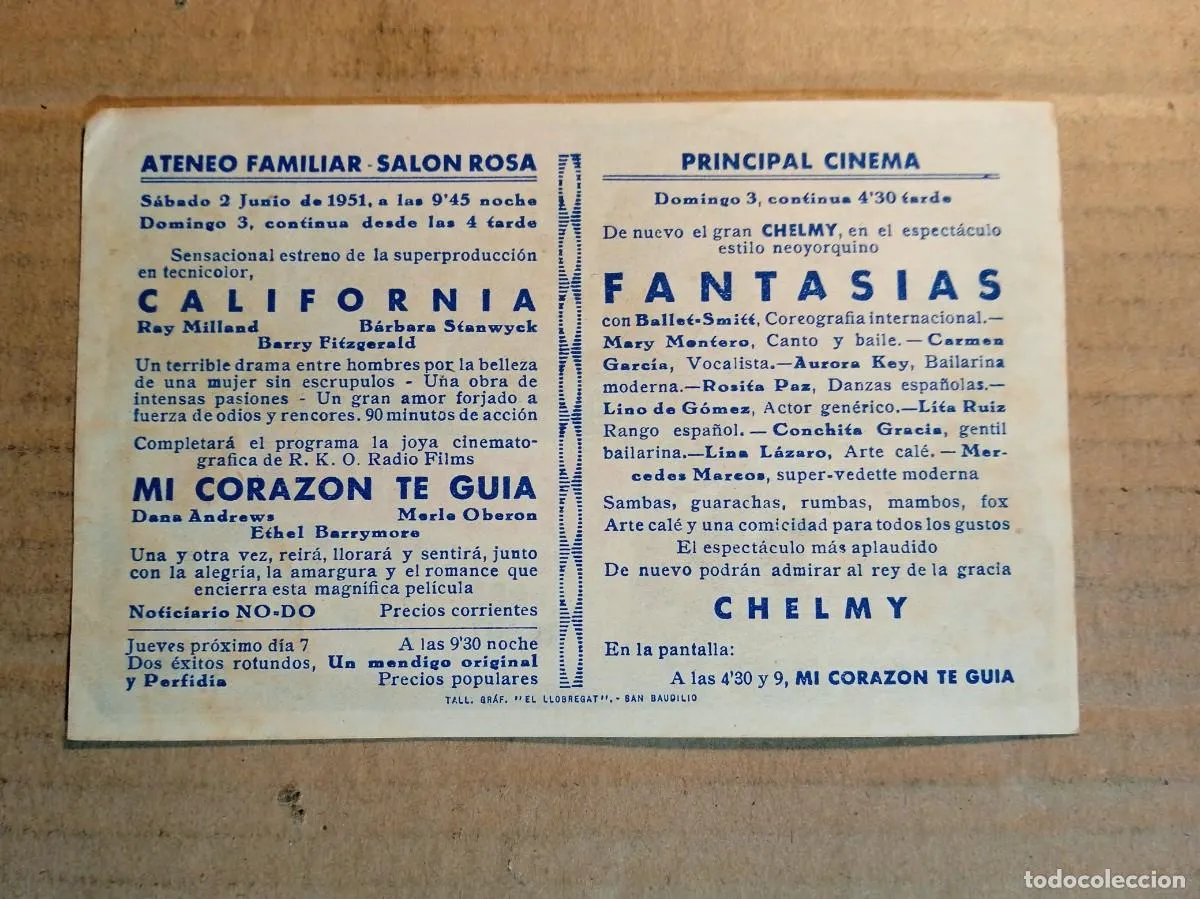 ATENEO FAMILIAR - SALON ROSA
Sábado 2 Junio de 1951, a las 9'45 noche
Domingo 3, continua desde las 4 tarde
Sensacional estreno de la superproducción
en tecnicolor,
CALIFORNIA
Ray Milland Bárbara Stanwyck
Barry Fitzgerald
Un terrible drama entre hombres por la belleza
de una mujer sin escrupulos - Una obra de
intensas pasiones - Un gran amor forjado a
fuerza de odios y rencores. 90 minutos de acción
Completará el programa la joya cinemato-
grafica de R. K. O. Radio Films
MI CORAZON TE GUIA
Dana Andrews Merle Oberon
Ethel Barrymore
Una y otra vez, reirá, llorará y sentirá, junto
con la alegría, la amargura y el romance que
encierra esta magnífica película
Noticiario NO-DO Precios corrientes
Jueves próximo día 7 A las 9'30 noche
Dos éxitos rotundos, Un mendigo original
y Perfidia Precios populares
PRINCIPAL CINEMA
Domingo 3, continua 4'30 tarde
De nuevo el gran CHELMY, en el espectáculo
estilo neoyorquino
FANTASIAS
con Ballet-Smitt, Coreografia internacional.—
Mary Montero, Canto y baile. — Carmen
García, Vocalista.—Aurora Key, Bailarina
moderna.—Rosita Paz, Danzas españolas.—
Lino de Gómez, Actor genérico.—Lita Ruiz
Rango español. — Conchita Gracia, gentil
bailarina.—Lina Lázaro, Arte calé. — Mer-
cedes Marcos, super-vedette moderna
Sambas, guarachas, rumbas, mambos, fox
Arte calé y una comicidad para todos los gustos
El espectáculo más aplaudido
De nuevo podrán admirar al rey de la gracia
CHELMY
En la pantalla:
A las 4'30 y 9, MI CORAZON TE GUIA
TALL. GRÁF. "EL LLOBREGAT". - SAN BAUDILIO
todocoleccion